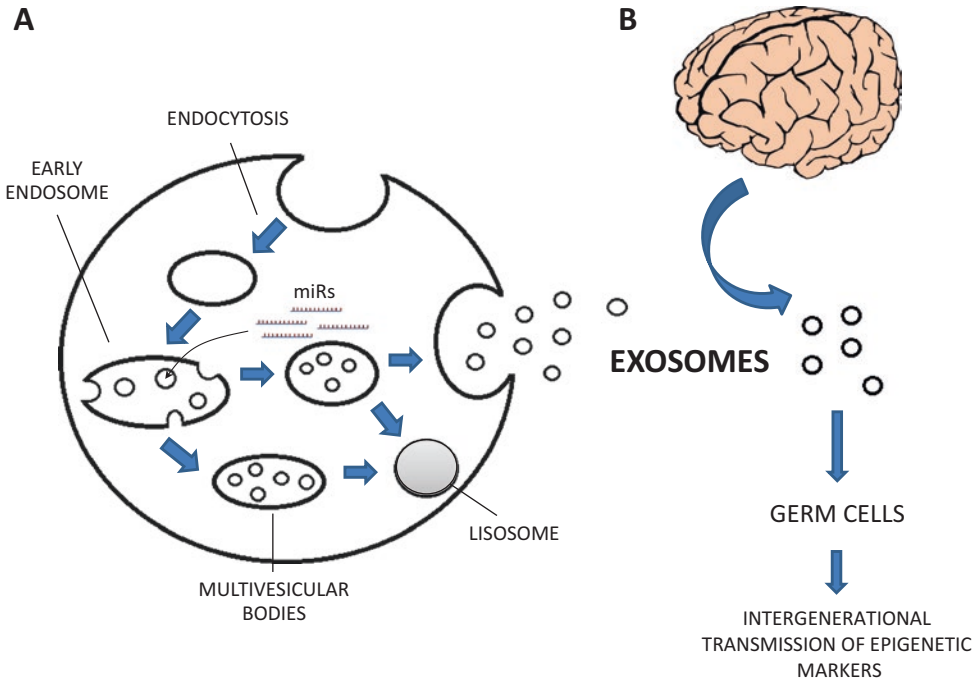 A
ENDOCYTOSIS
EARLY
ENDOSOME
miRs
LISOSOME
MULTIVESICULAR
BODIES
B
EXOSOMES
GERM CELLS
INTERGENERATIONAL
TRANSMISSION OF EPIGENETIC
MARKERS